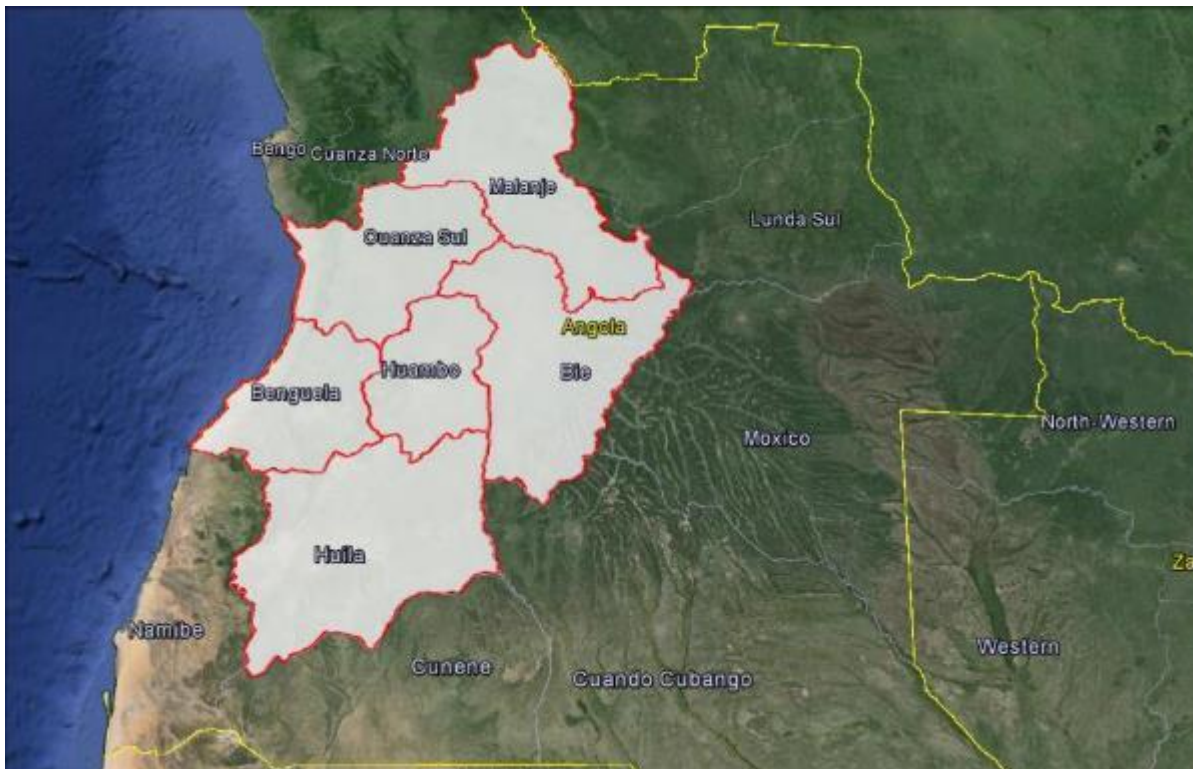 Bengo
Cuanza Norte
Malanje
Lunda Sul
Cuanza Sul
Angola
Huambo
Bie
Benguela
Moxico
North-Western
Huila
Za
Namibe
Cunene
Cuando Cubango
Western